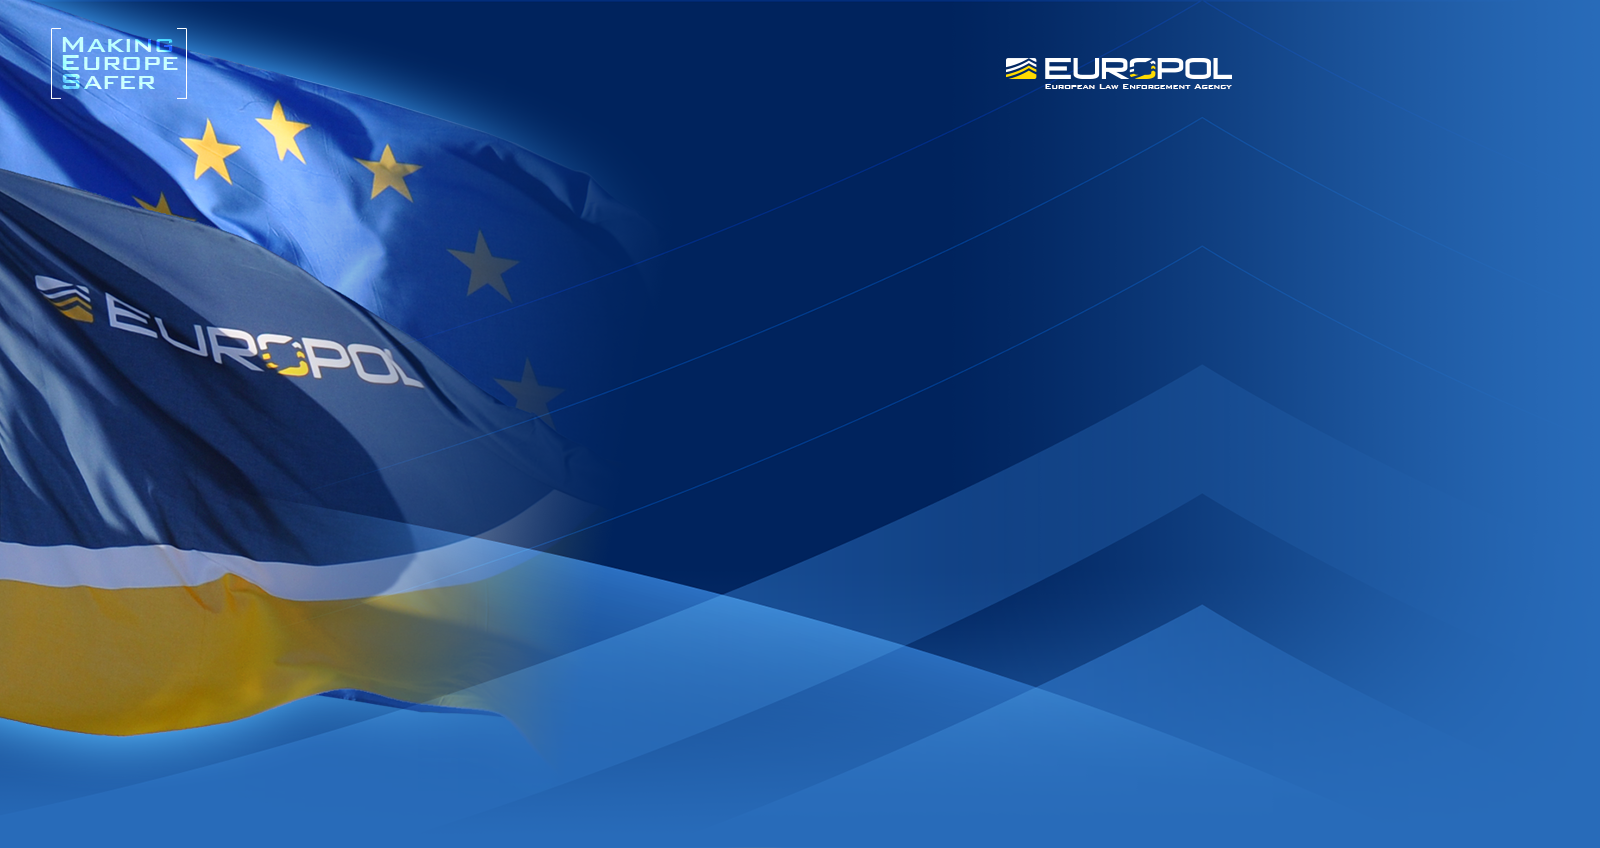 MAKING
EUROPE
SAFER
EUROPOL
EUROPEAN LAW ENFORCEMENT AGENCY
EUROPOL